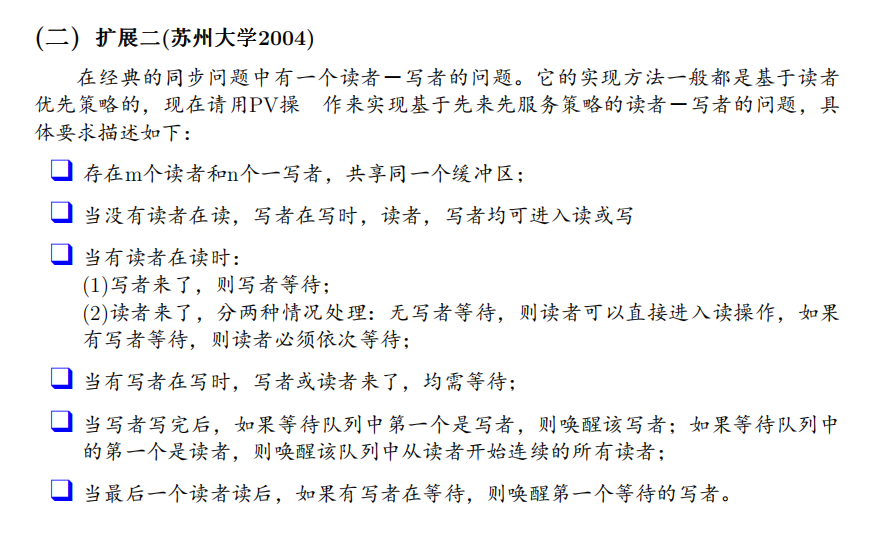 (二) 扩展二(苏州大学2004)
在经典的同步问题中有一个读者－写者的问题。它的实现方法一般都是基于读者
优先策略的，现在请用PV操 作来实现基于先来先服务策略的读者－写者的问题，具
体要求描述如下：
存在m个读者和n个一写者，共享同一个缓冲区；
当没有读者在读，写者在写时，读者，写者均可进入读或写
当有读者在读时：
(1)写者来了，则写者等待；
(2)读者来了，分两种情况处理：无写者等待，则读者可以直接进入读操作，如果
有写者等待，则读者必须依次等待；
当有写者在写时，写者或读者来了，均需等待；
当写者写完后，如果等待队列中第一个是写者，则唤醒该写者；如果等待队列中
的第一个是读者，则唤醒该队列中从读者开始连续的所有读者；
当最后一个读者读后，如果有写者在等待，则唤醒第一个等待的写者。